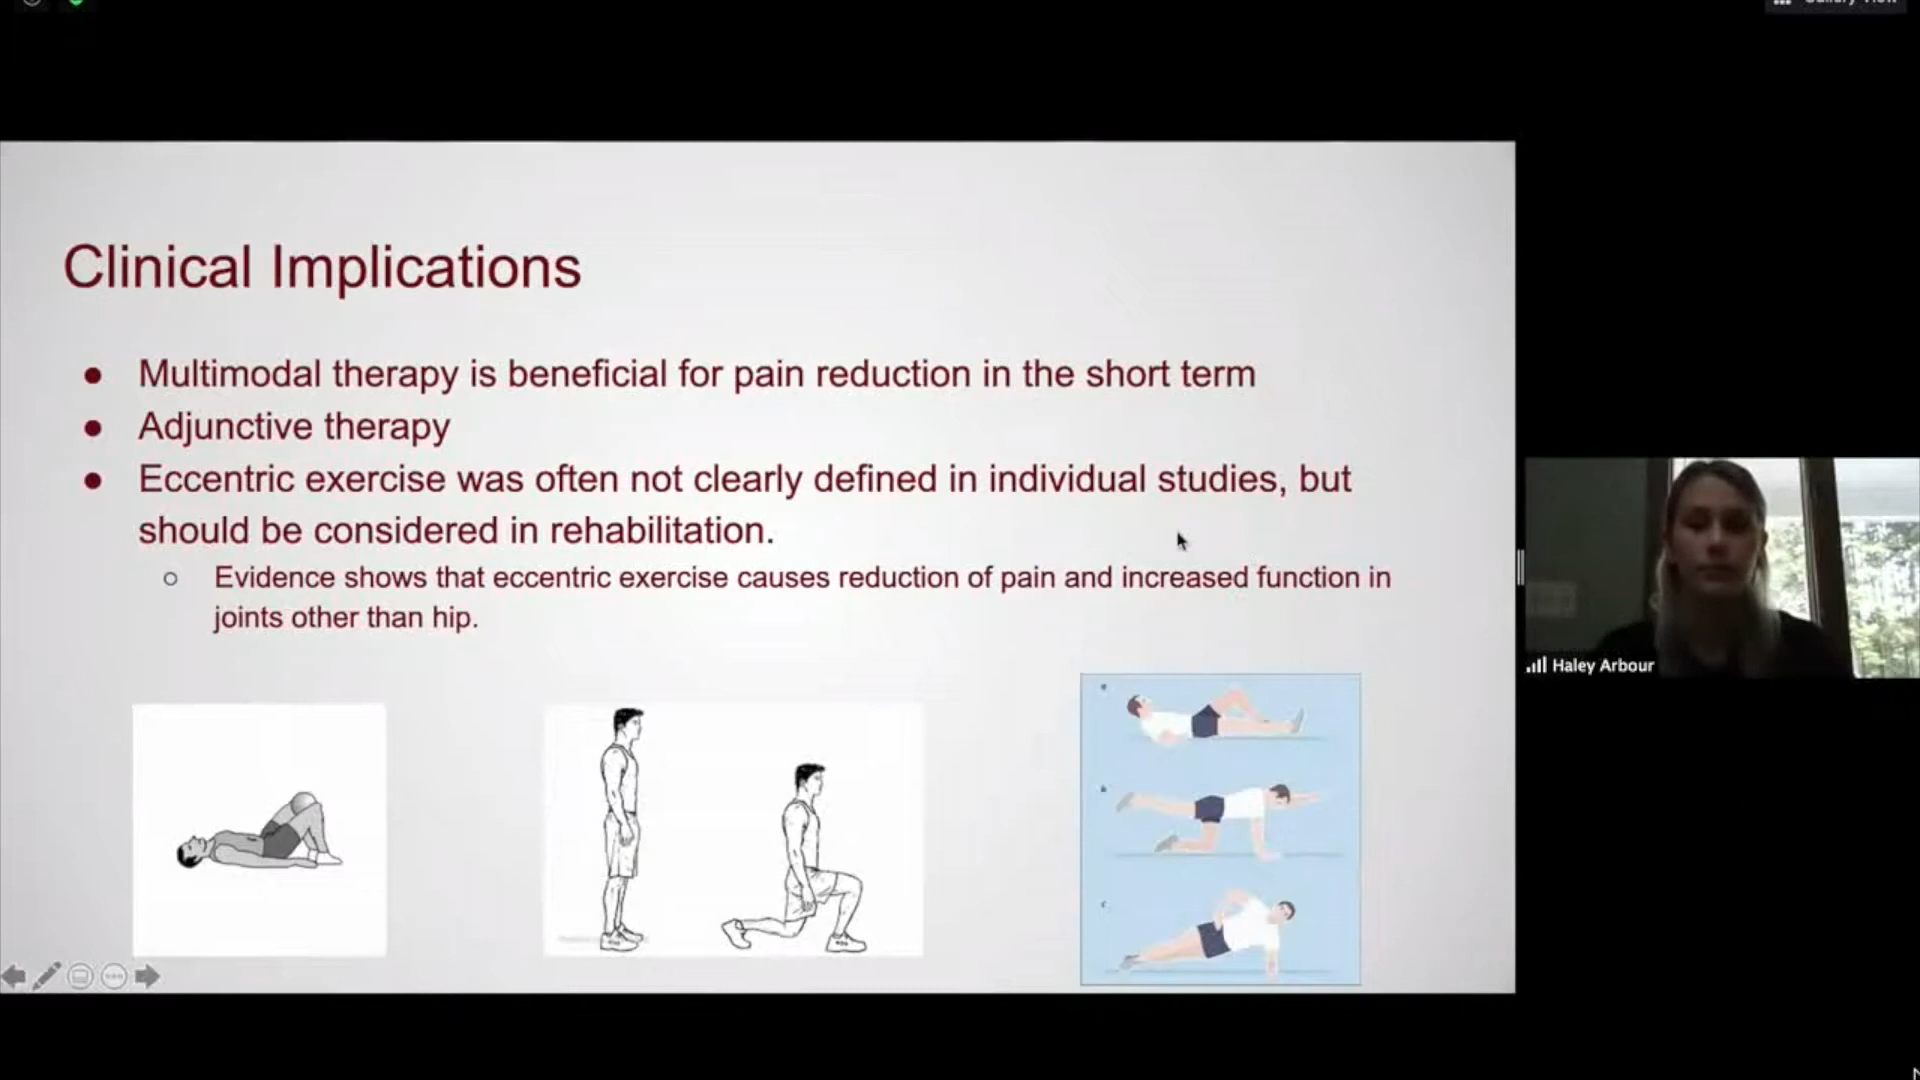 Clinical Implications
● Multimodal therapy is beneficial for pain reduction in the short term
● Adjunctive therapy
● Eccentric exercise was often not clearly defined in individual studies, but
should be considered in rehabilitation.
○ Evidence shows that eccentric exercise causes reduction of pain and increased function in
joints other than hip.
Haley Arbour